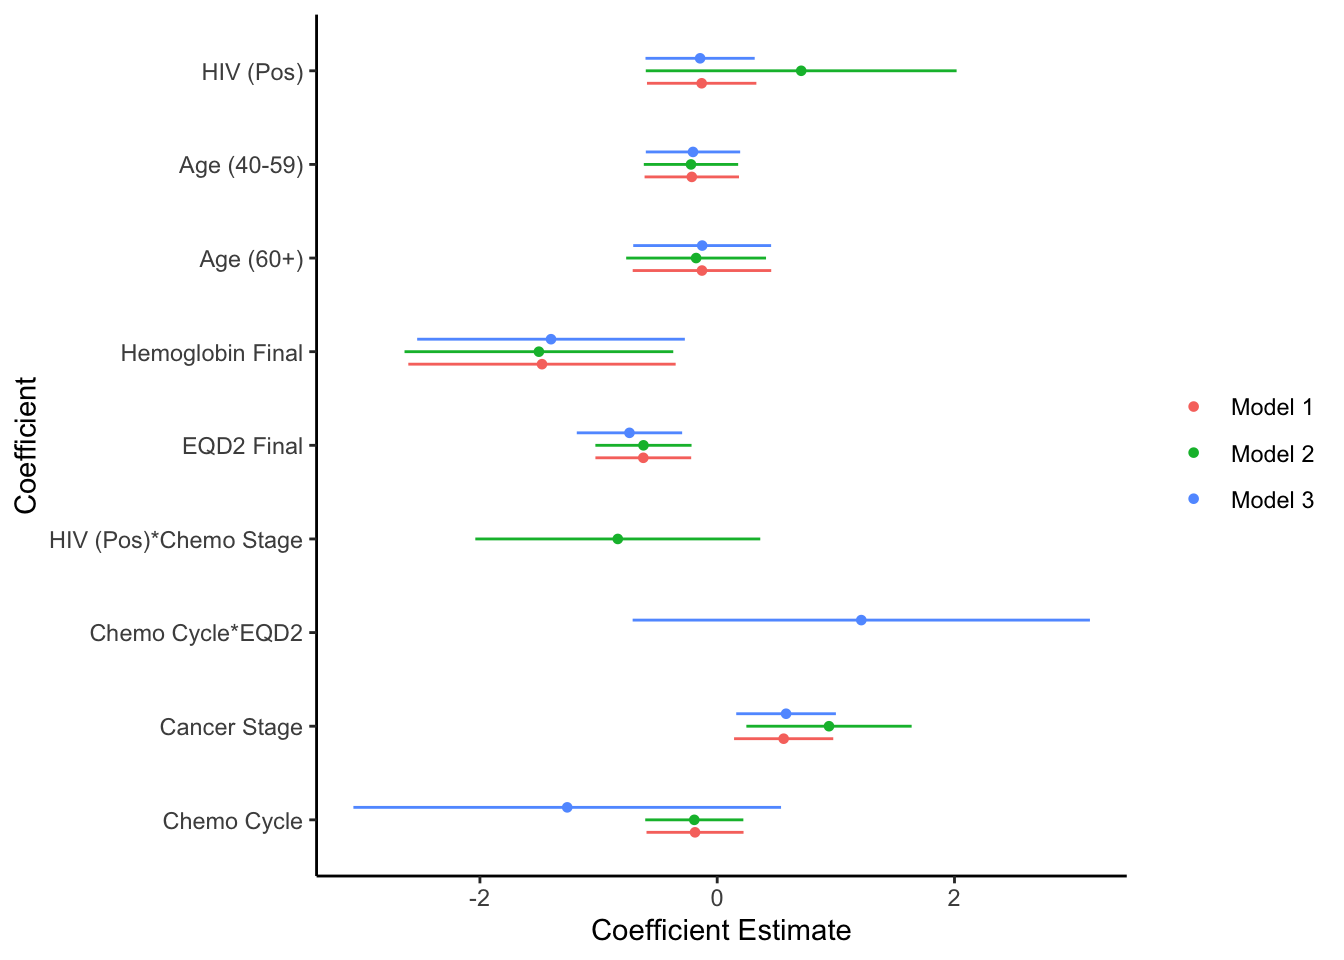 HIV (Pos)
Age (40-59)
Age (60+)
Hemoglobin Final
EQD2 Final
HIV (Pos)*Chemo Stage
Chemo Cycle*EQD2
Cancer Stage
Chemo Cycle
Coefficient
-2
0
2
Coefficient Estimate
Model 1
Model 2
Model 3